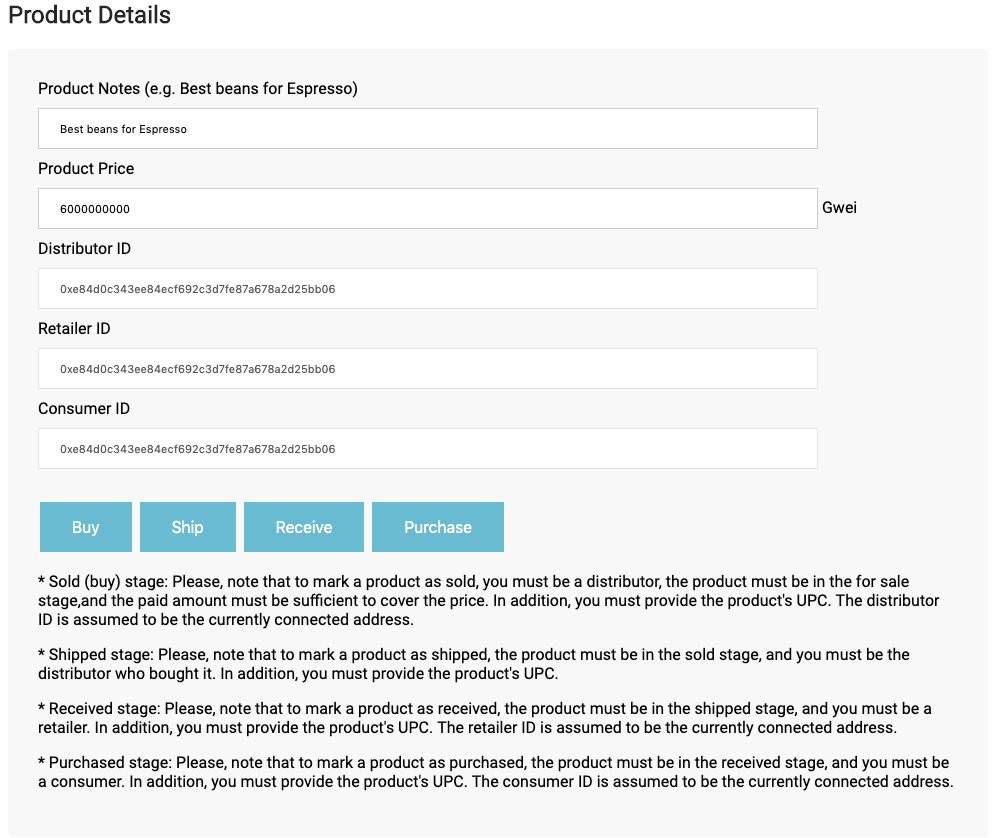 Product Details
Product Notes (e.g. Best beans for Espresso)
Best beans for Espresso
Product Price
6000000000
Gwei
Distributor ID
0xe84d0c343ee84ecf692c3d7fe87a678a2d25bb06
Retailer ID
0xe84d0c343ee84ecf692c3d7fe87a678a2d25bb06
Consumer ID
0xe84d0c343ee84ecf692c3d7fe87a678a2d25bb06
Buy
Ship
Receive
Purchase
* Sold (buy) stage: Please, note that to mark a product as sold, you must be a distributor, the product must be in the for sale
stage,and the paid amount must be sufficient to cover the price. In addition, you must provide the product's UPC. The distributor
ID is assumed to be the currently connected address.
* Shipped stage: Please, note that to mark a product as shipped, the product must be in the sold stage, and you must be the
distributor who bought it. In addition, you must provide the product's UPC.
* Received stage: Please, note that to mark a product as received, the product must be in the shipped stage, and you must be a
retailer. In addition, you must provide the product's UPC. The retailer ID is assumed to be the currently connected address.
* Purchased stage: Please, note that to mark a product as purchased, the product must be in the received stage, and you must be
a consumer. In addition, you must provide the product's UPC. The consumer ID is assumed to be the currently connected address.